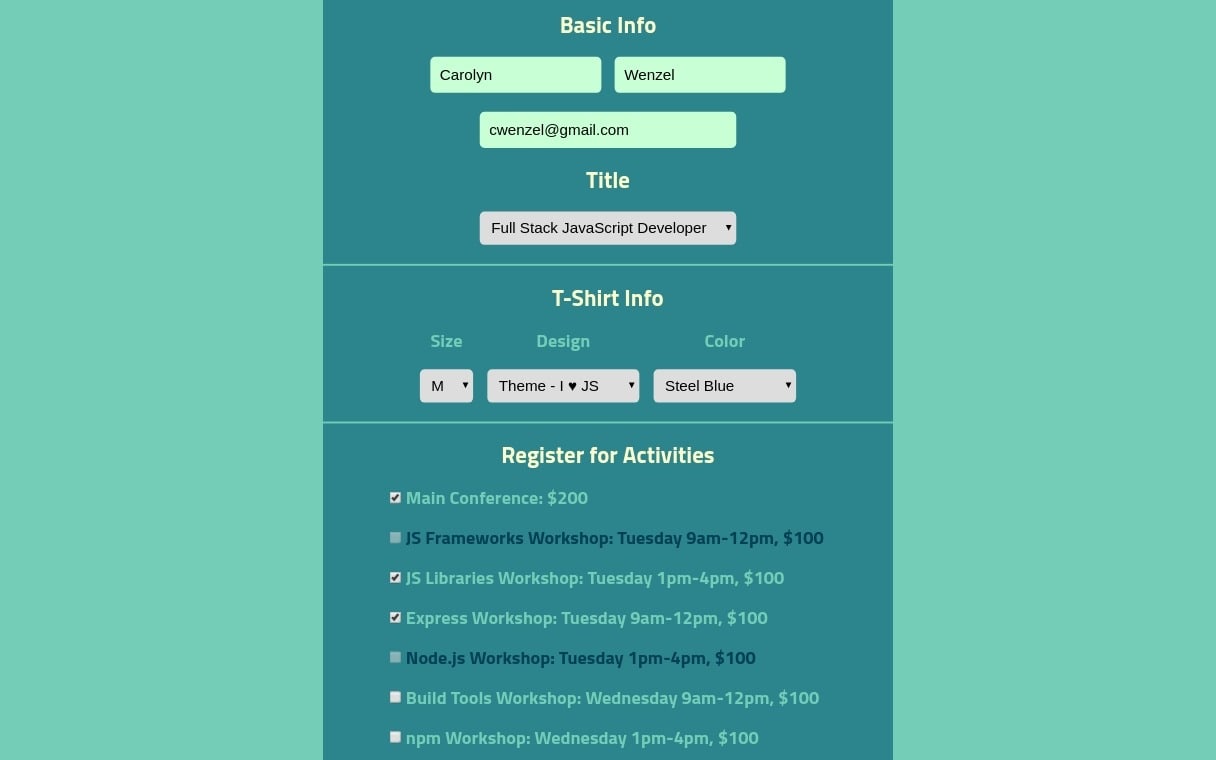 Basic Info
Carolyn Wenzel
cwenzel@gmail.com
Title
Full Stack JavaScript Developer
T-Shirt Info
Size Design Color
M Theme - I ♥ JS Steel Blue
Register for Activities
Main Conference: $200
JS Frameworks Workshop: Tuesday 9am-12pm, $100
JS Libraries Workshop: Tuesday 1pm-4pm, $100
Express Workshop: Tuesday 9am-12pm, $100
Node.js Workshop: Tuesday 1pm-4pm, $100
Build Tools Workshop: Wednesday 9am-12pm, $100
npm Workshop: Wednesday 1pm-4pm, $100